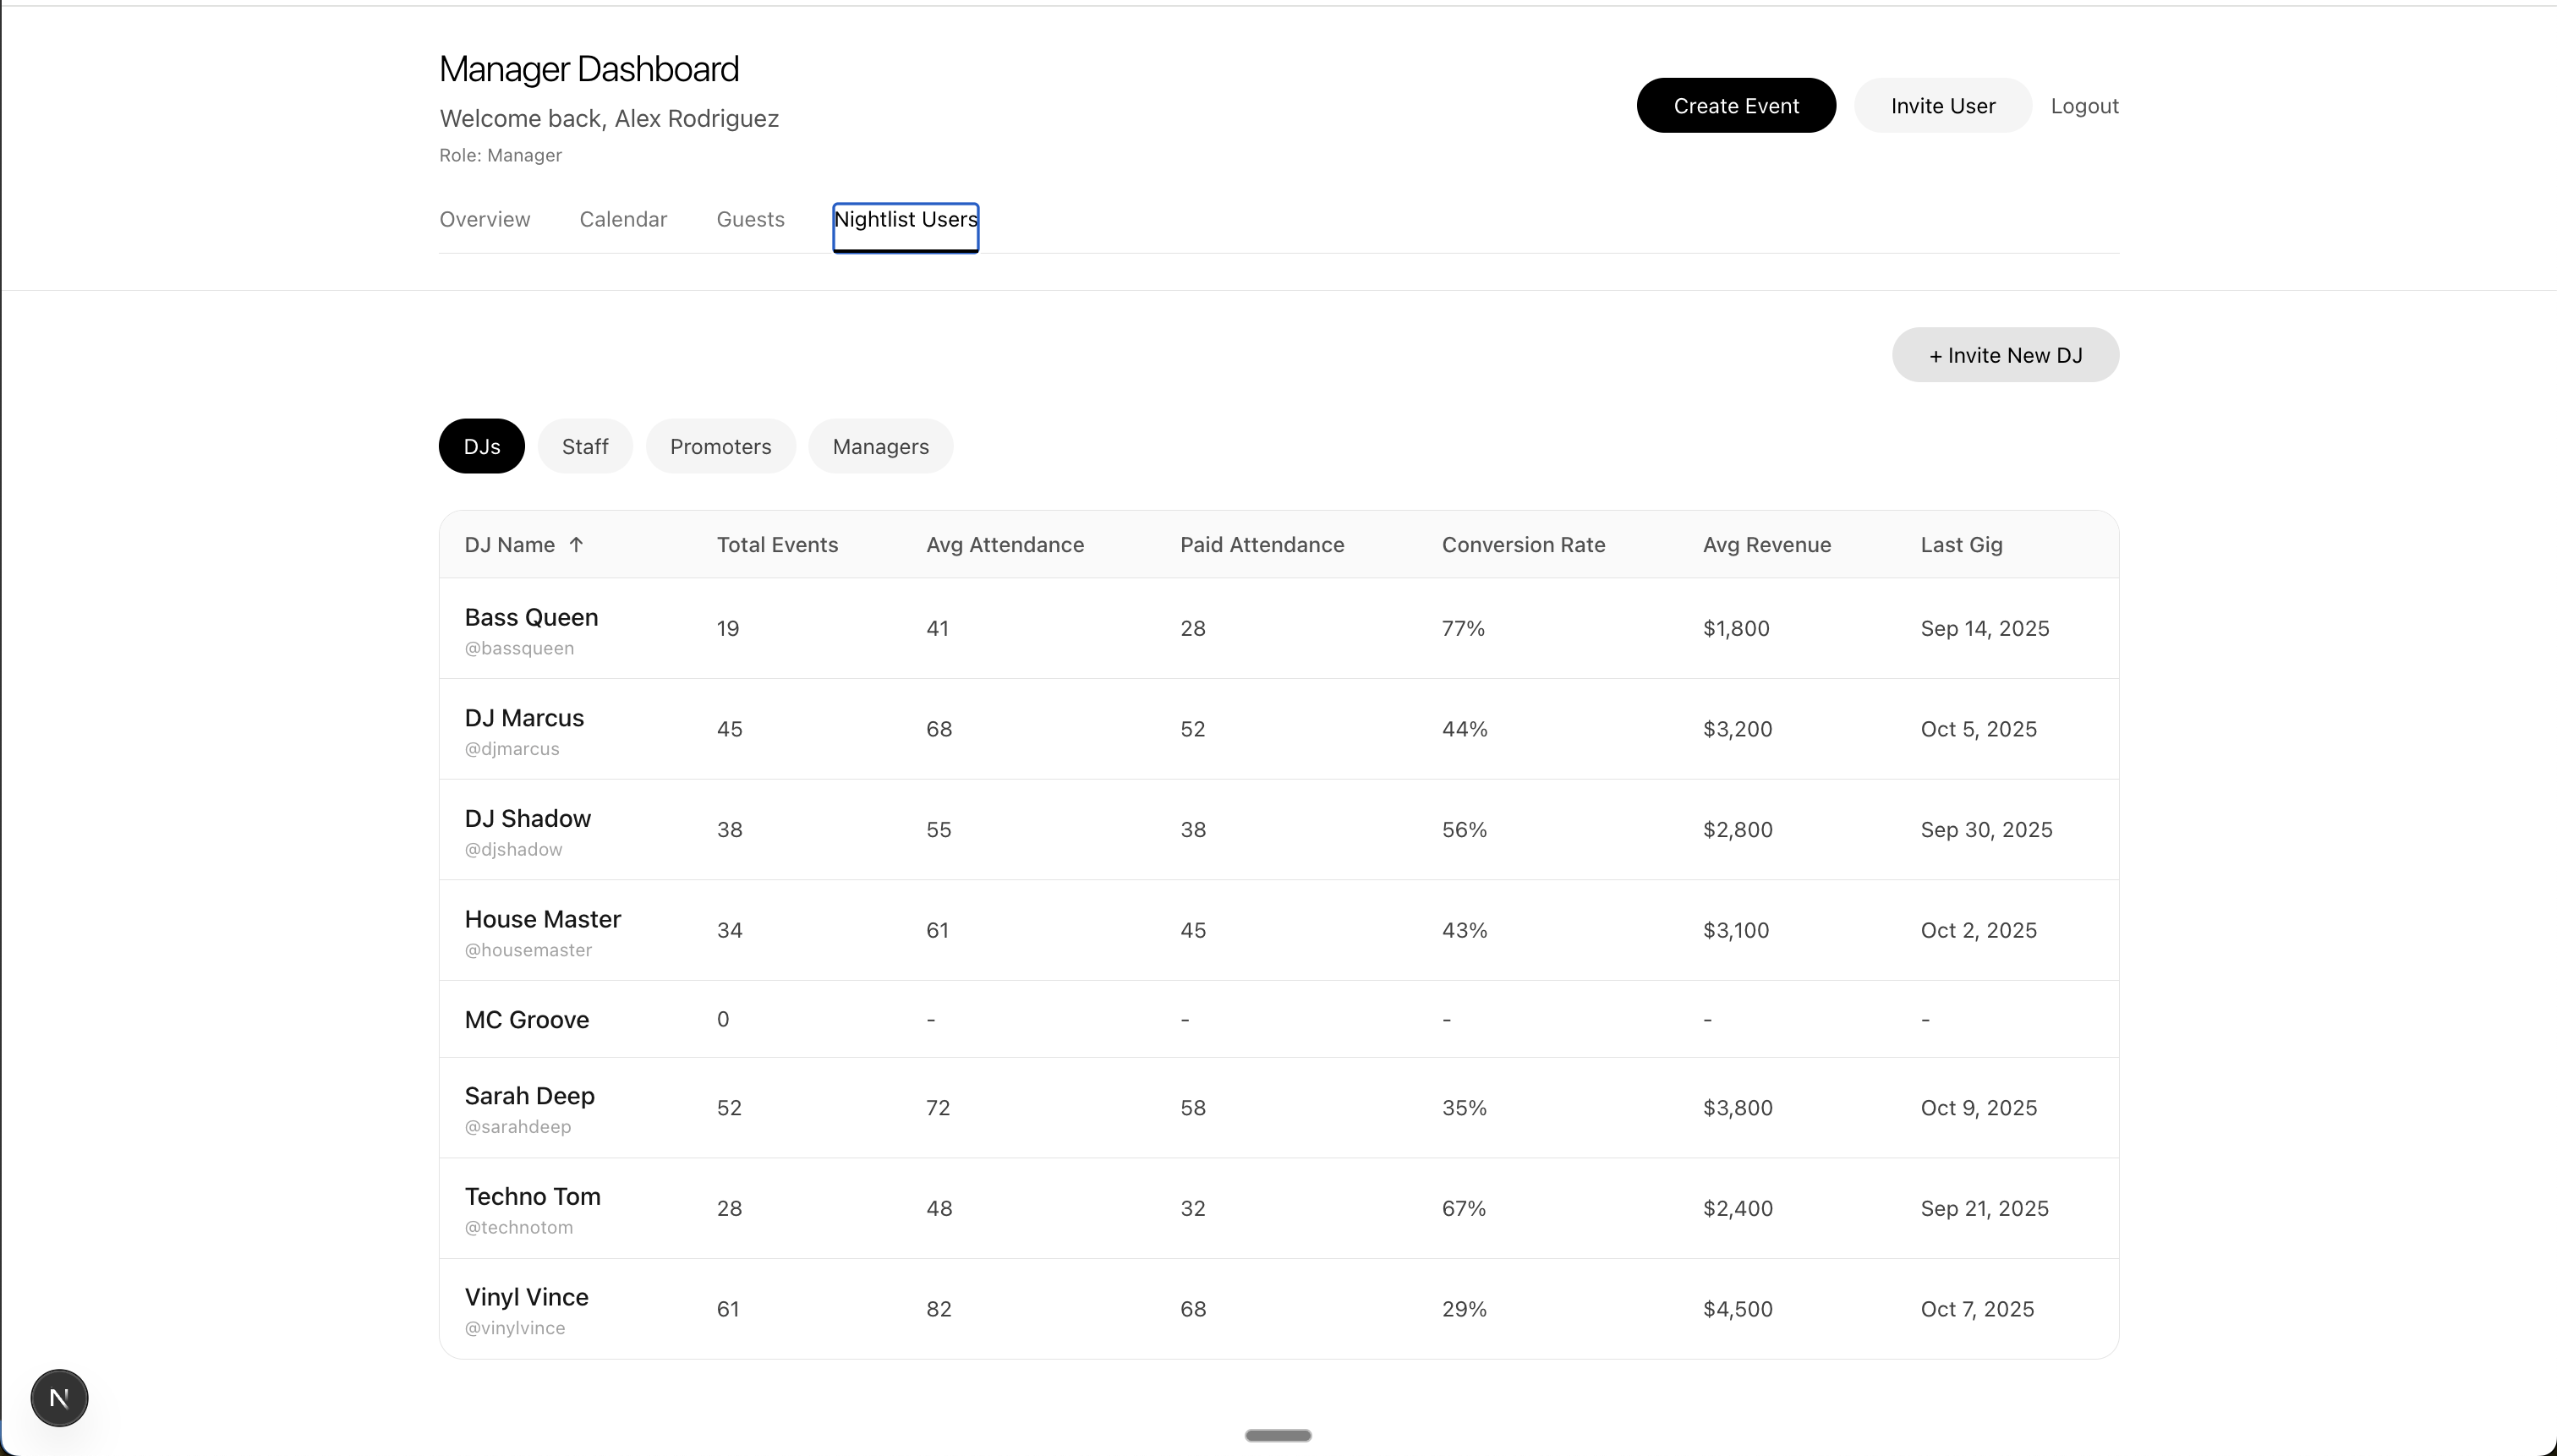 Manager Dashboard
Welcome back, Alex Rodriguez
Role: Manager
Create Event Invite User Logout
Overview Calendar Guests Nightlist Users
+ Invite New DJ
DJs Staff Promoters Managers
DJ Name ↑ Total Events Avg Attendance Paid Attendance Conversion Rate Avg Revenue Last Gig
Bass Queen
@bassqueen
19 41 28 77% $1,800 Sep 14, 2025
DJ Marcus
@djmarcus
45 68 52 44% $3,200 Oct 5, 2025
DJ Shadow
@djshadow
38 55 38 56% $2,800 Sep 30, 2025
House Master
@housemaster
34 61 45 43% $3,100 Oct 2, 2025
MC Groove 0 - - - - -
Sarah Deep
@sarahdeep
52 72 58 35% $3,800 Oct 9, 2025
Techno Tom
@technotom
28 48 32 67% $2,400 Sep 21, 2025
Vinyl Vince
@vinylvince
61 82 68 29% $4,500 Oct 7, 2025
N